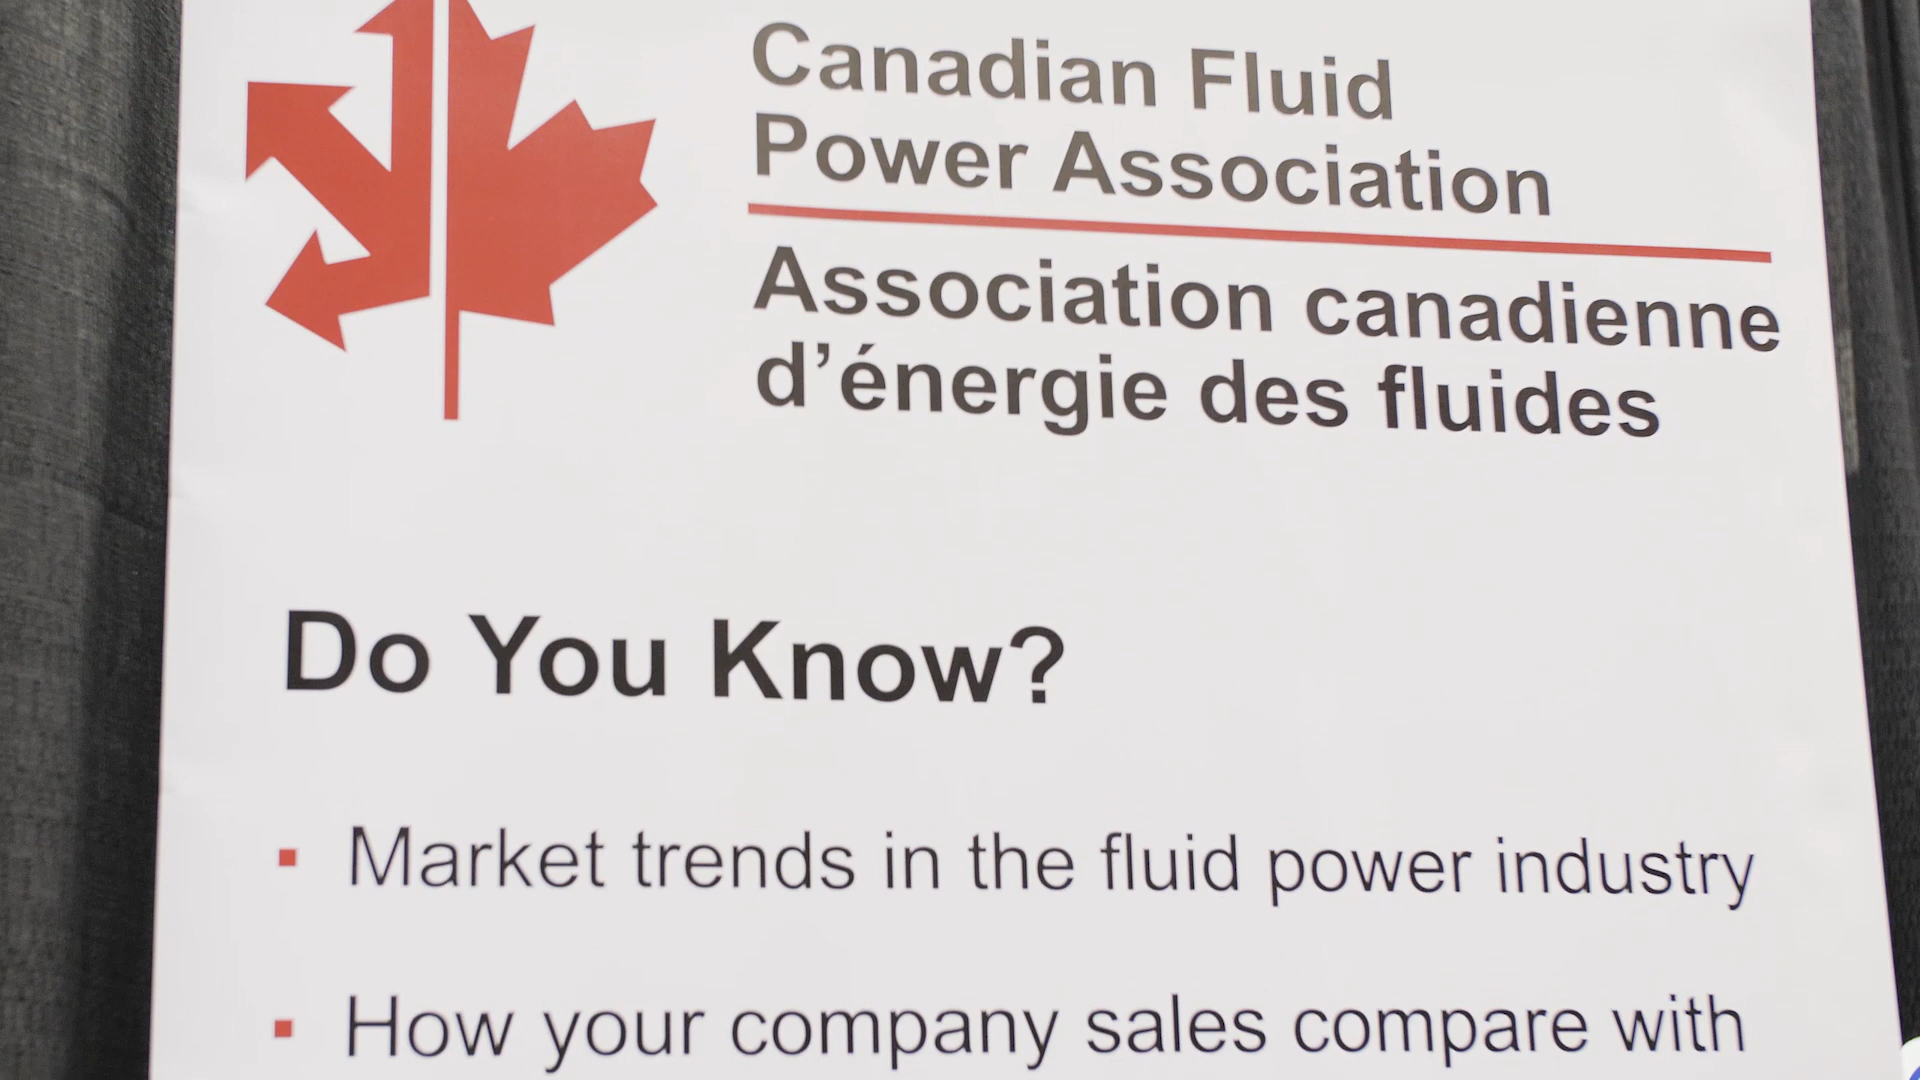 Canadian Fluid
Power Association
Association canadienne
d’énergie des fluides
Do You Know?
▪ Market trends in the fluid power industry
▪ How your company sales compare with